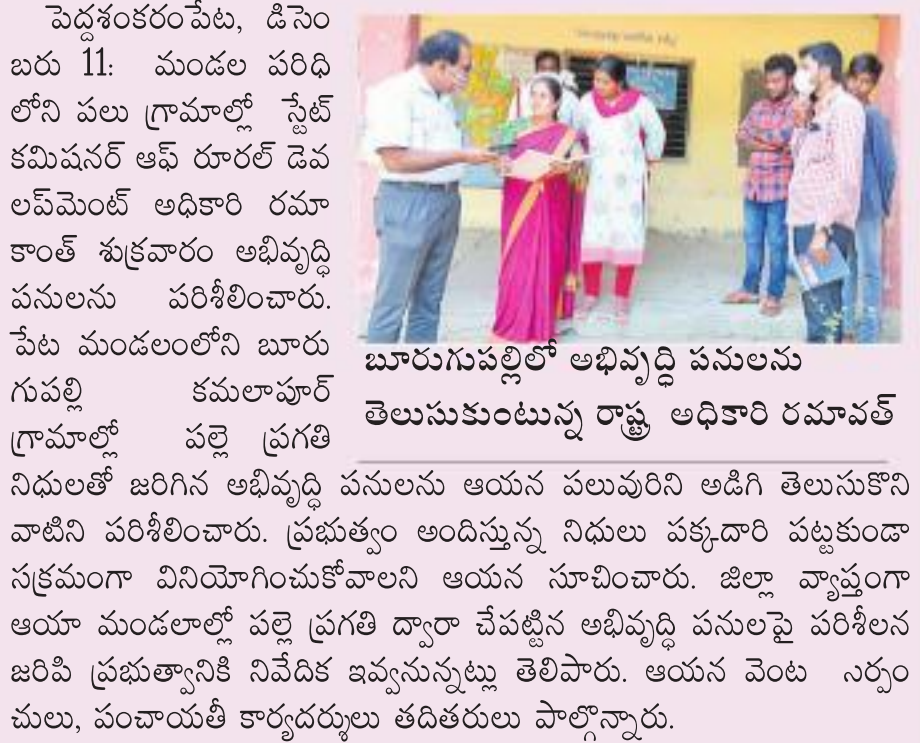 పెద్దశంకరంపేట, డిసెం
బరు 11: మండల పరిధి
లోని పలు గ్రామాల్లో స్టేట్
కమిషనర్ ఆఫ్ రూరల్ డెవ
లప్‌మెంట్ అధికారి రమా
కాంత్ శుక్రవారం అభివృద్ధి
పనులను పరిశీలించారు.
పేట మండలంలోని బూరు
గుపల్లి కమలాపూర్
గ్రామాల్లో పల్లె ప్రగతి
నిధులతో జరిగిన అభివృద్ధి పనులను ఆయన పలువురిని అడిగి తెలుసుకొని
వాటిని పరిశీలించారు. ప్రభుత్వం అందిస్తున్న నిధులు పక్కదారి పట్టకుండా
సక్రమంగా వినియోగించుకోవాలని ఆయన సూచించారు. జిల్లా వ్యాప్తంగా
ఆయా మండలాల్లో పల్లె ప్రగతి ద్వారా చేపట్టిన అభివృద్ధి పనులపై పరిశీలన
జరిపి ప్రభుత్వానికి నివేదిక ఇవ్వనున్నట్లు తెలిపారు. ఆయన వెంట సర్పం
చులు, పంచాయతీ కార్యదర్శులు తదితరులు పాల్గొన్నారు.
బూరుగుపల్లిలో అభివృద్ధి పనులను
తెలుసుకుంటున్న రాష్ట్ర అధికారి రమావత్